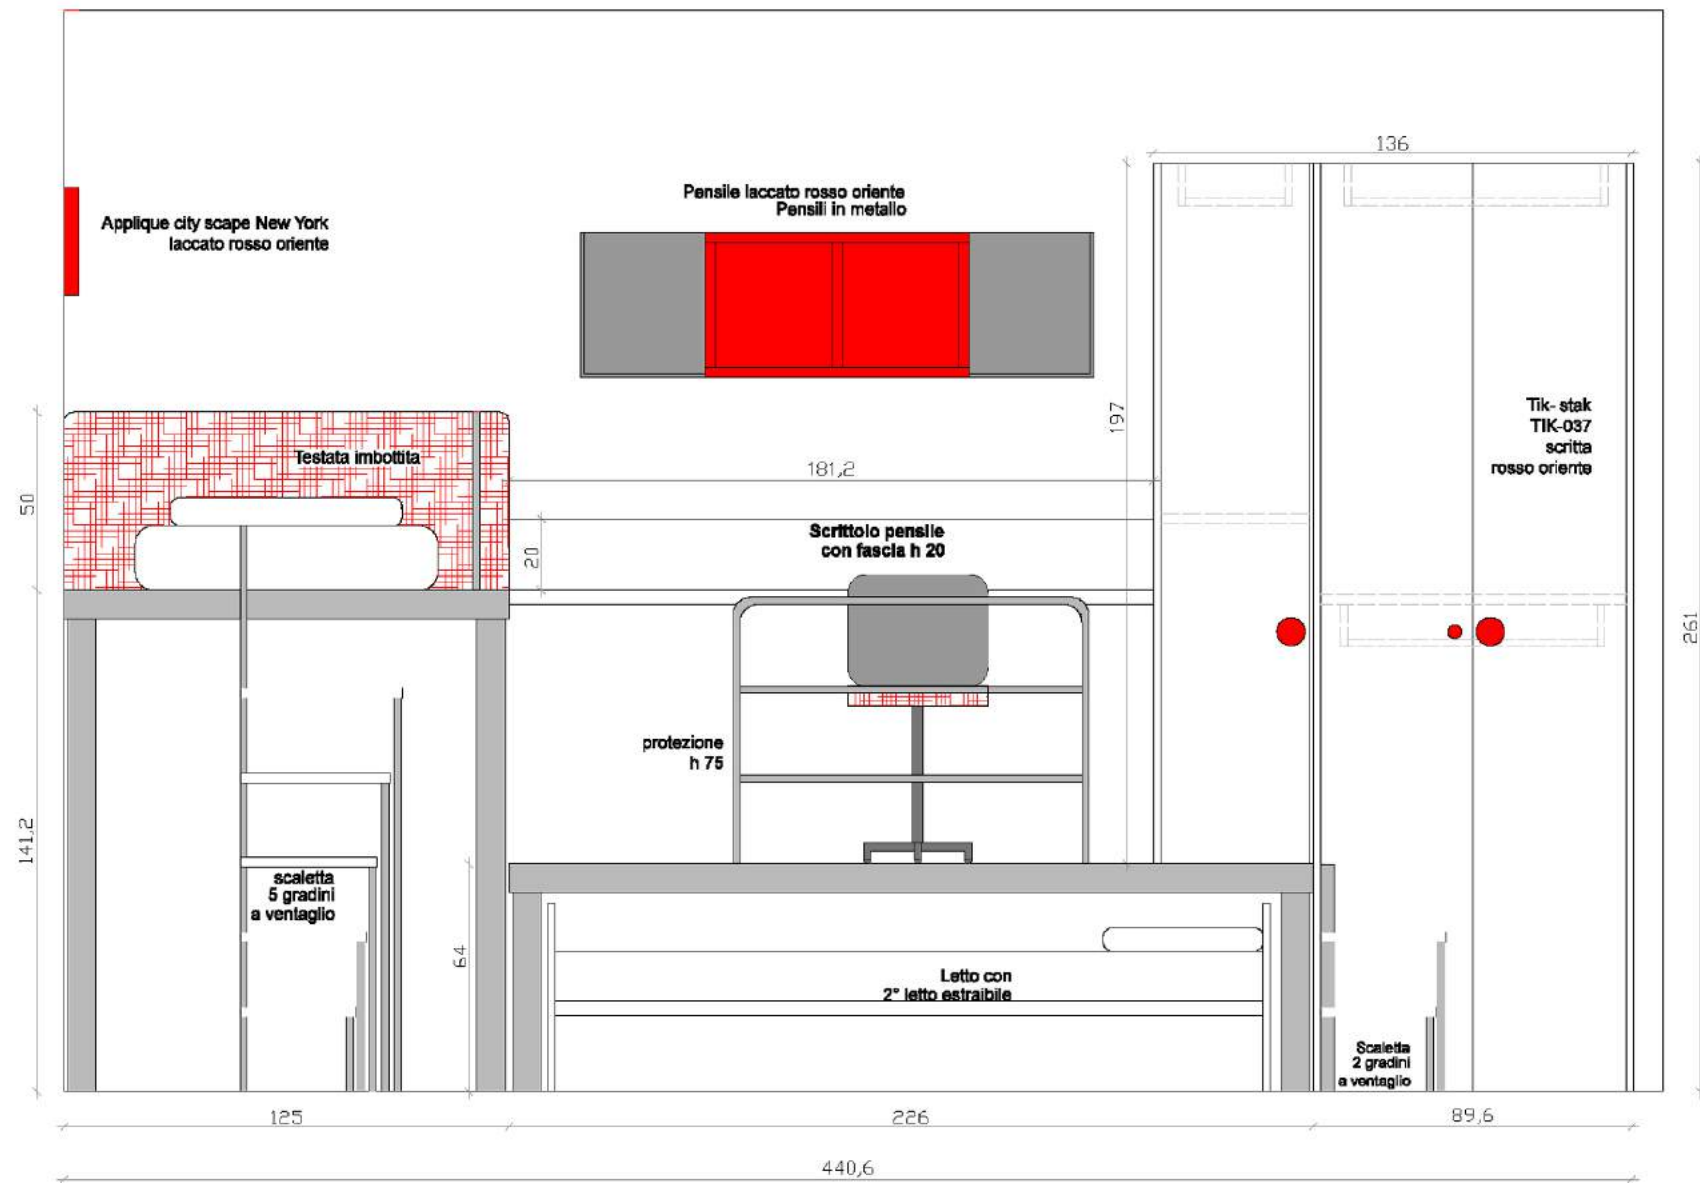 136
Pensile laccato rosso oriente
Pensili in metallo
Applique city scape New York
laccato rosso oriente
197
Tik- stak
TIK-037
scritta
rosso oriente
Testata imbottita
181,2
50
20
Scrittoio pensile
con fascia h 20
261
protezione
h 75
141,2
scaletta
5 gradini
a ventaglio
64
Letto con
2° letto estraibile
Scaletta
2 gradini
a ventaglio
125
226
89,6
440,6